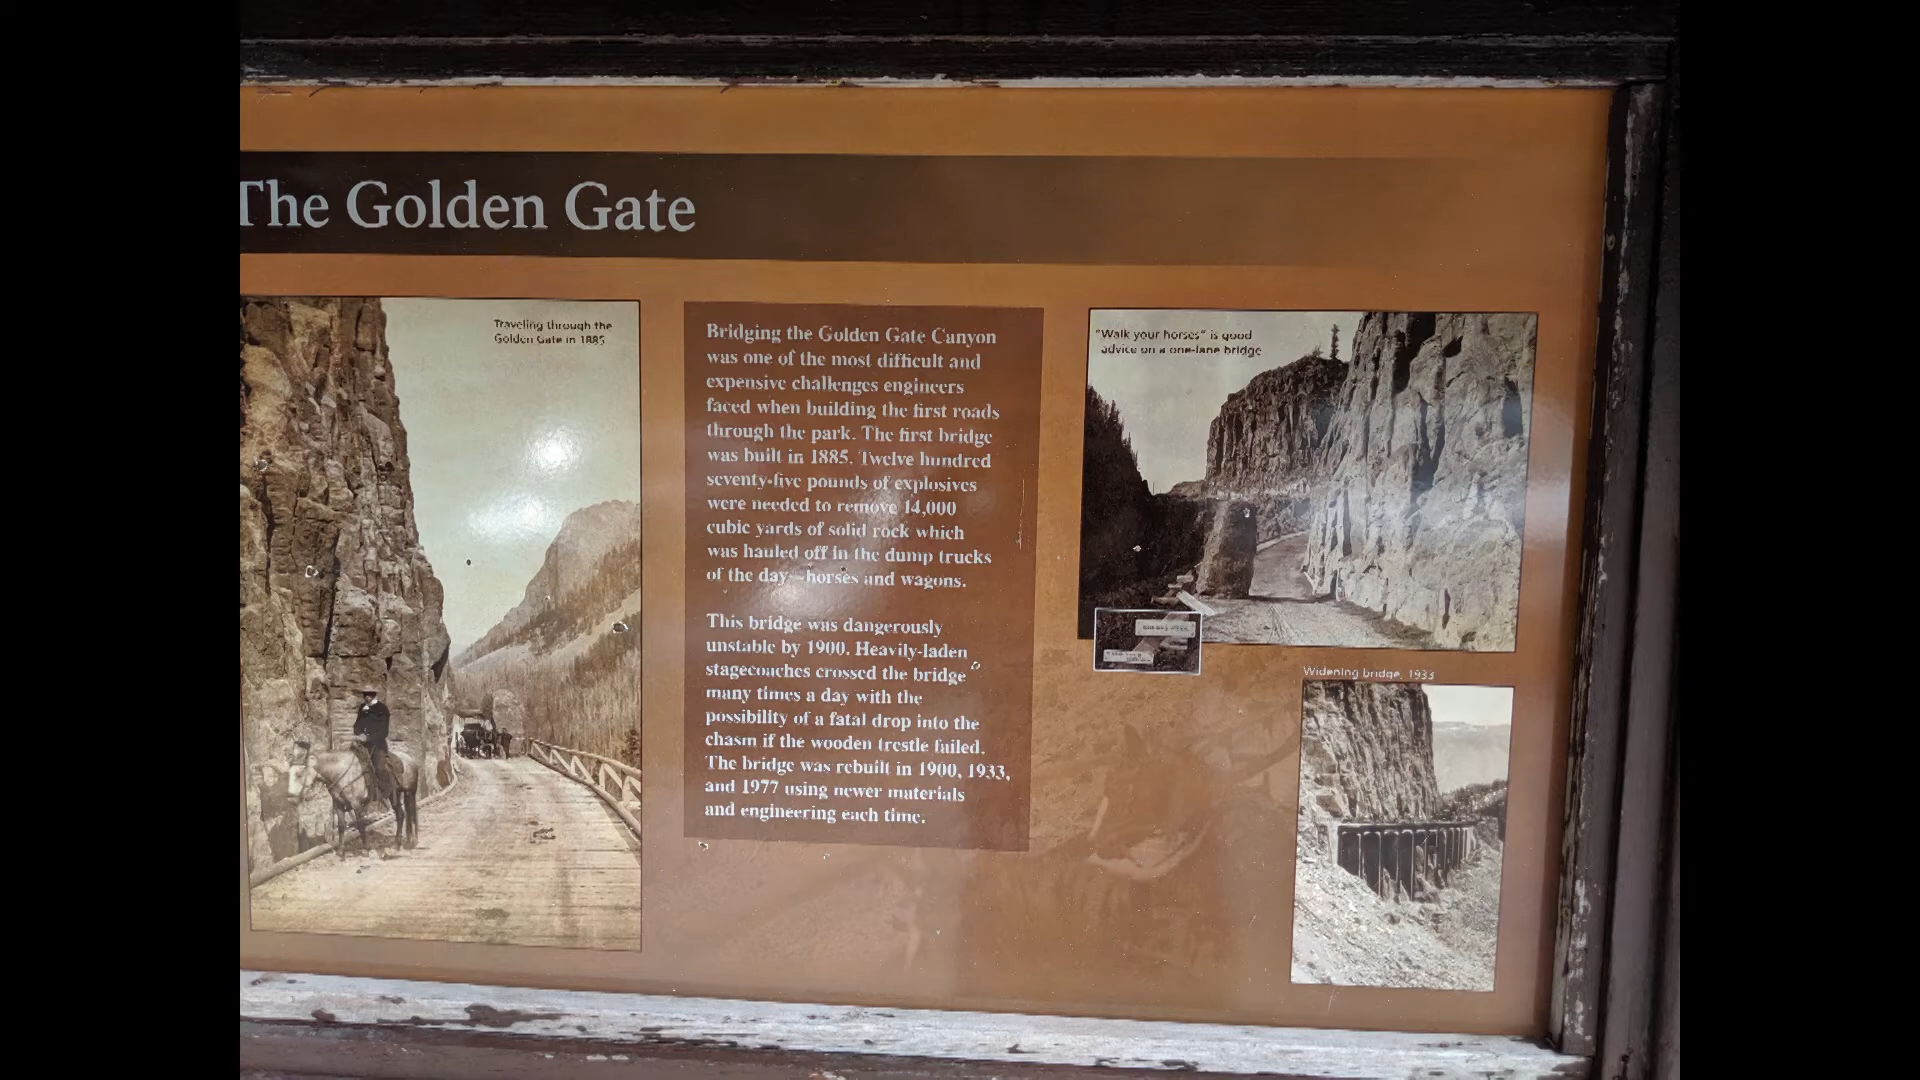 The Golden Gate
Traveling through the
Golden Gate in 1885
Bridging the Golden Gate Canyon
was one of the most difficult and
expensive challenges engineers
faced when building the first roads
through the park. The first bridge
was built in 1885. Twelve hundred
seventy-five pounds of explosives
were needed to remove 14,000
cubic yards of solid rock which
was hauled off in the dump trucks
of the day—horses and wagons.
This bridge was dangerously
unstable by 1900. Heavily-laden
stagecoaches crossed the bridge
many times a day with the
possibility of a fatal drop into the
chasm if the wooden trestle failed.
The bridge was rebuilt in 1900, 1933,
and 1977 using newer materials
and engineering each time.
"Walk your horses" is good
advice on a one-lane bridge
Widening bridge, 1933